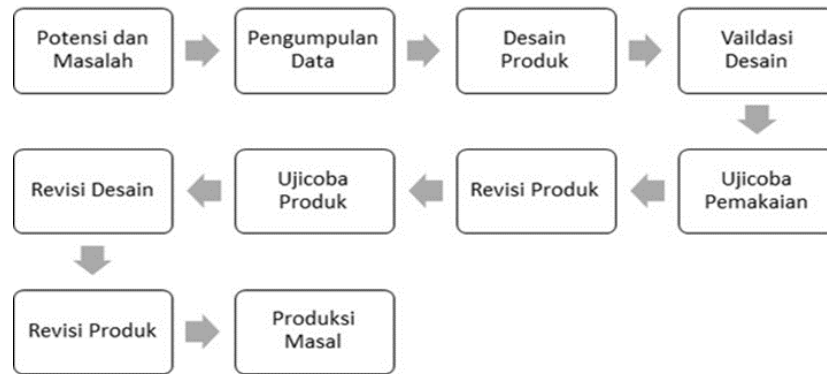 Potensi dan
Masalah
Pengumpulan
Data
Desain
Produk
Vaildasi
Desain
Revisi Desain
Ujicoba
Produk
Revisi Produk
Ujicoba
Pemakaian
Revisi Produk
Produksi
Masal